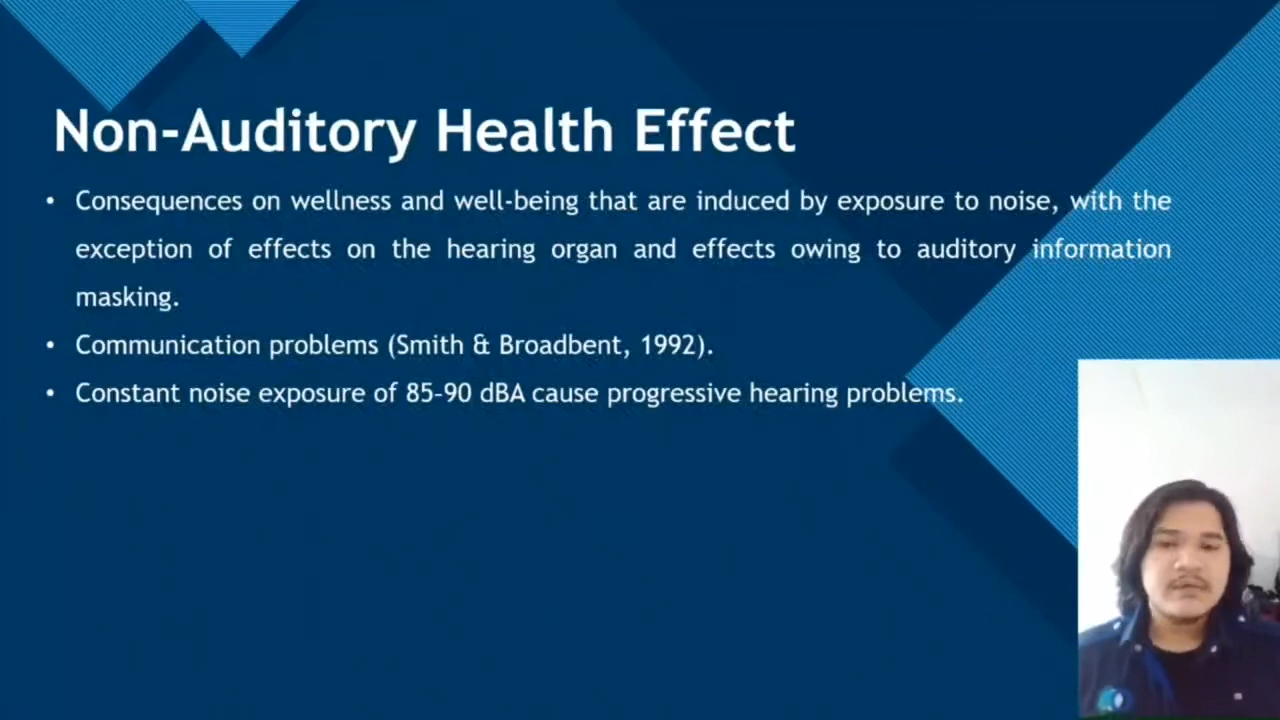 Non-Auditory Health Effect
• Consequences on wellness and well-being that are induced by exposure to noise, with the
exception of effects on the hearing organ and effects owing to auditory information
masking.
• Communication problems (Smith & Broadbent, 1992).
• Constant noise exposure of 85-90 dBA cause progressive hearing problems.